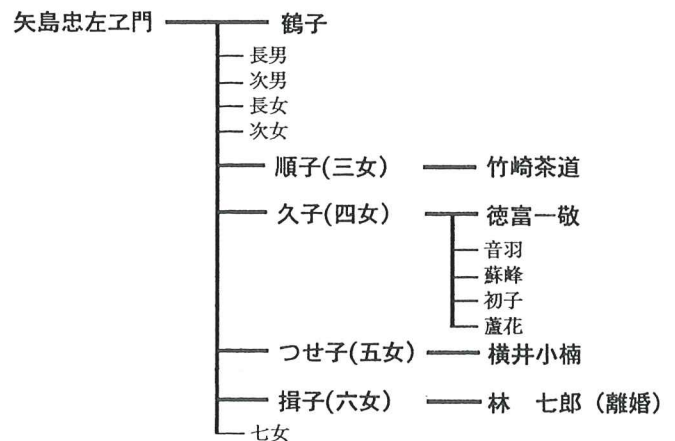 矢島忠左ヱ門 鶴子
長男
次男
長女
次女
順子(三女) 竹崎茶道
久子(四女) 徳富一敬
音羽
蘇峰
初子
蘆花
つせ子(五女) 横井小楠
揖子(六女) 林 七郎(離婚)
七女